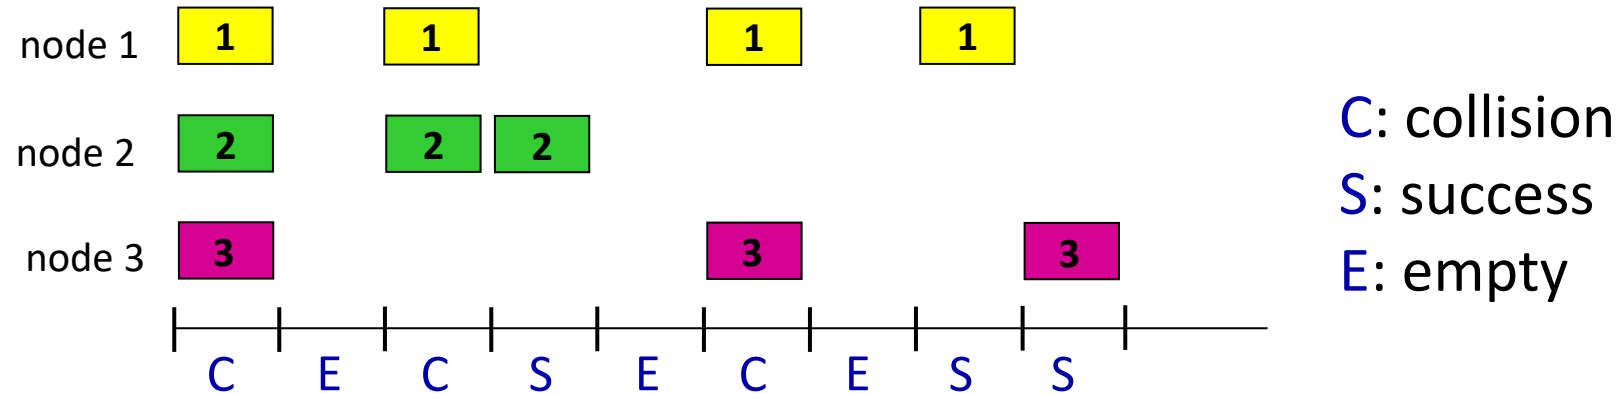 node 1 1 1 1 1
node 2 2 2 2
node 3 3 3 3
C E C S E C E S S
C: collision
S: success
E: empty